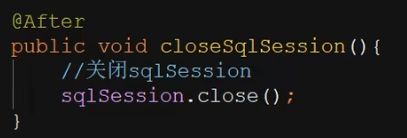 @After
public void closeSqlSession(){
    //关闭sqlSession
    sqlSession.close();
}